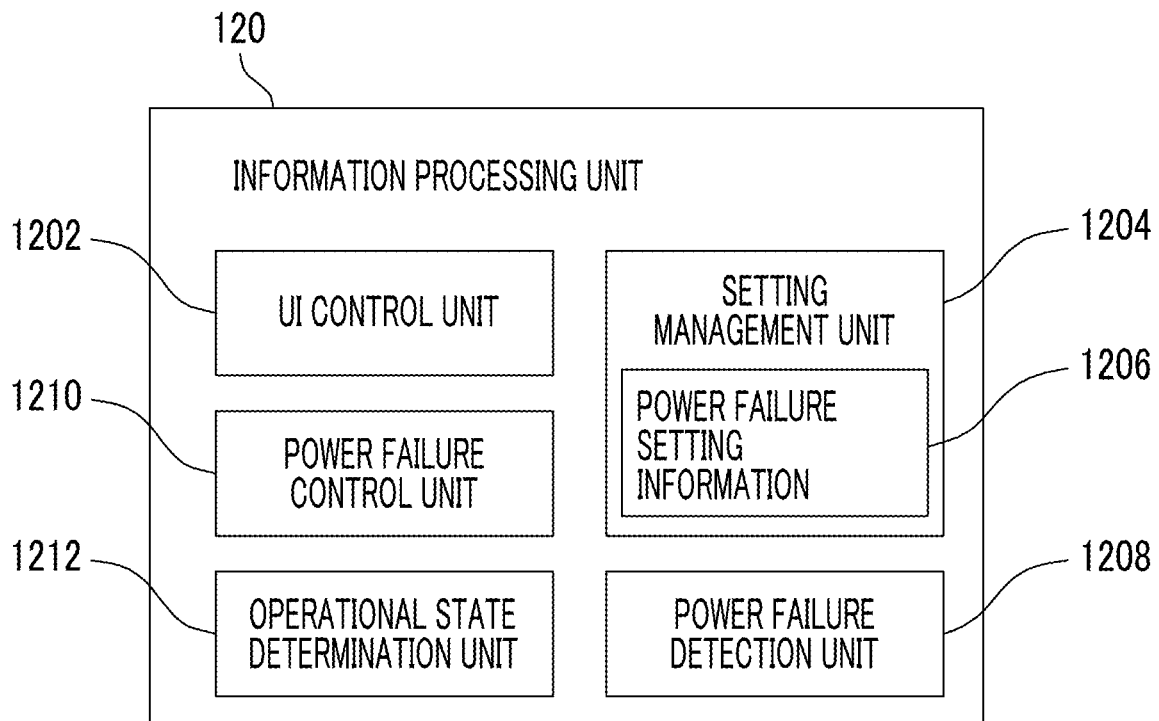 120
INFORMATION PROCESSING UNIT
1202
UI CONTROL UNIT
1204
SETTING
MANAGEMENT UNIT
1206
POWER FAILURE
SETTING
INFORMATION
1210
POWER FAILURE
CONTROL UNIT
1212
OPERATIONAL STATE
DETERMINATION UNIT
1208
POWER FAILURE
DETECTION UNIT